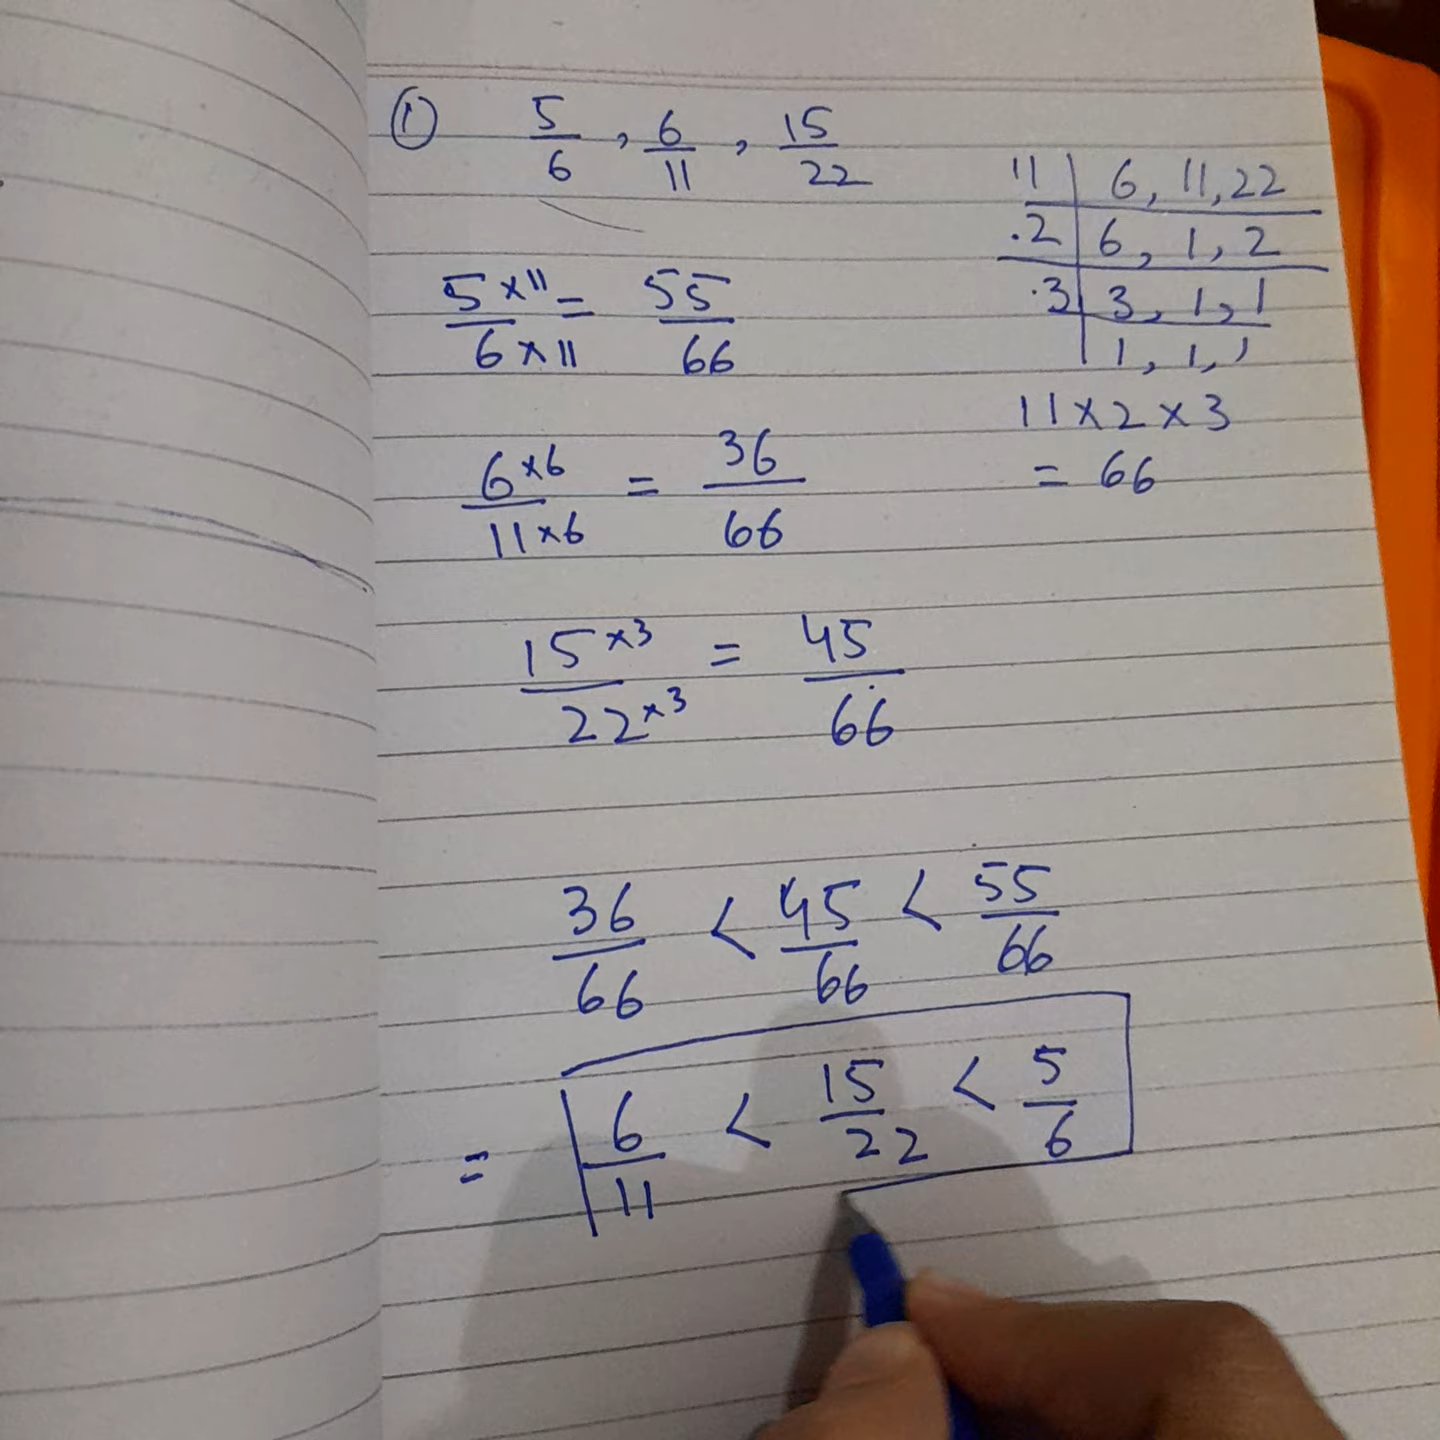 ① 5/6 , 6/11 , 15/22
11 | 6, 11, 22
.2 | 6, 1, 2
.3 | 3, 1, 1
| 1, 1, 1
11 × 2 × 3
= 66
5 × 11 / 6 × 11 = 55/66
6 × 6 / 11 × 6 = 36/66
15 × 3 / 22 × 3 = 45/66
36/66 < 45/66 < 55/66
= 6/11 < 15/22 < 5/6